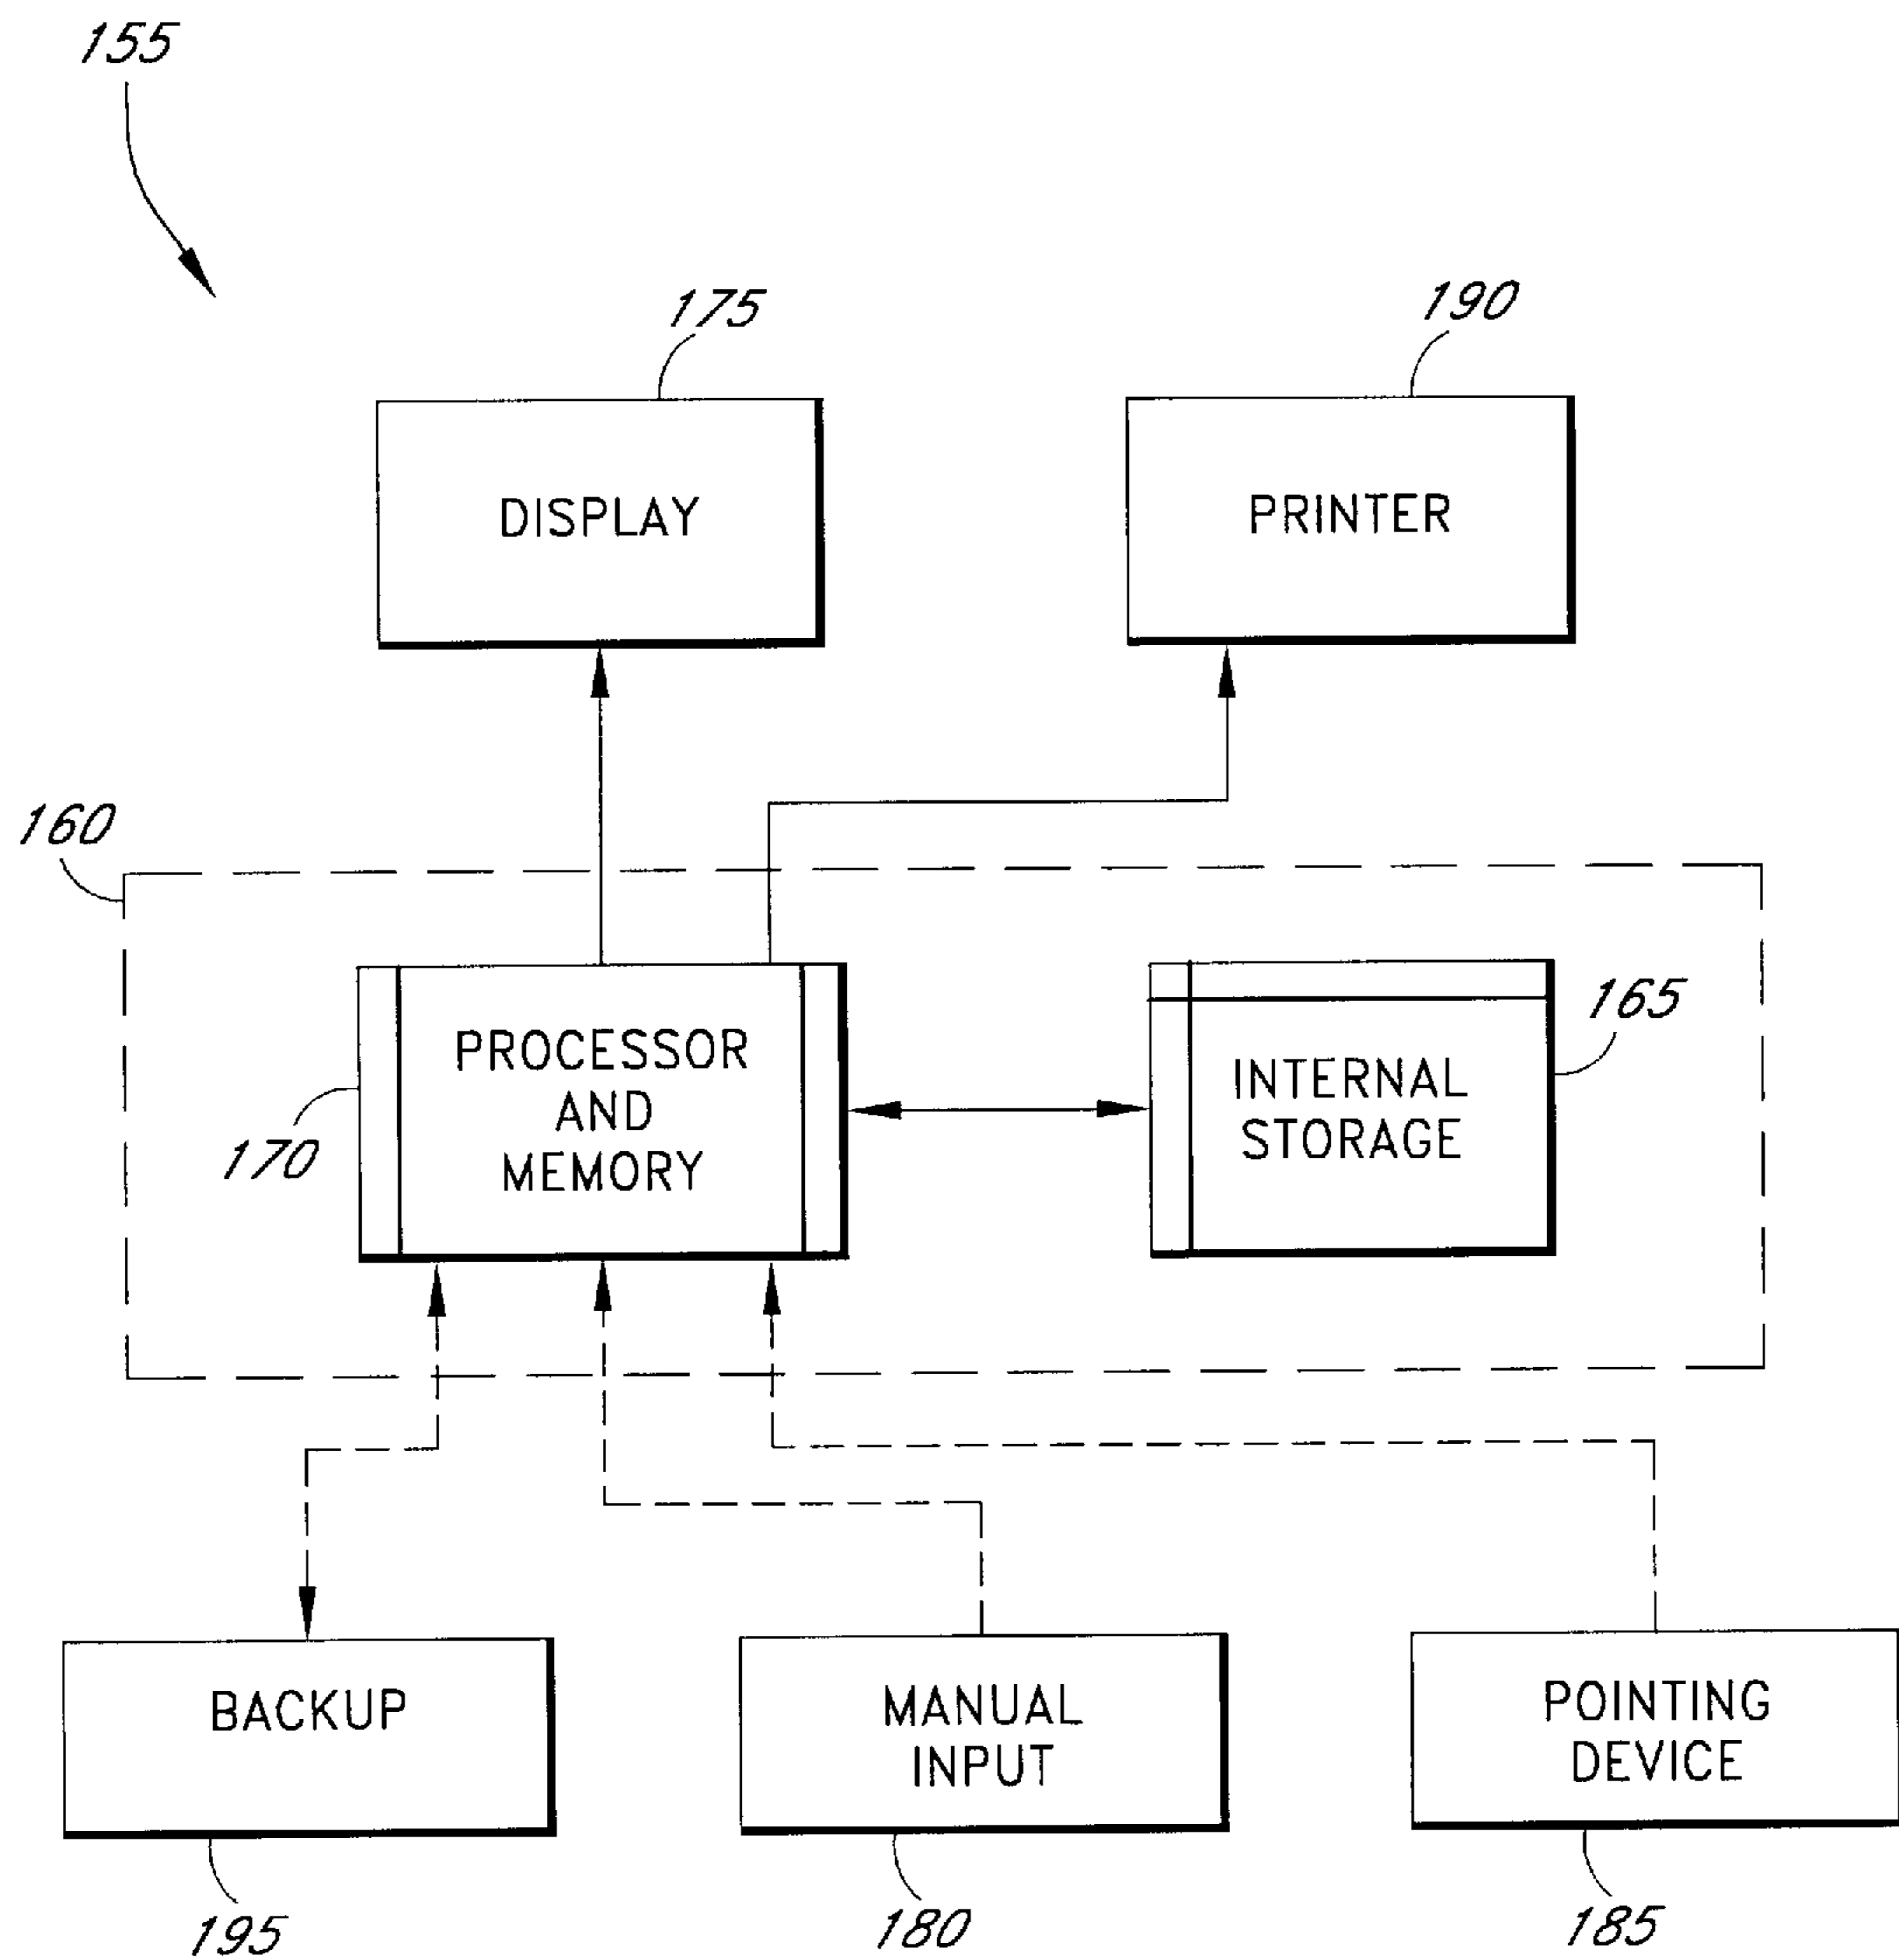 155
175
190
DISPLAY
PRINTER
160
PROCESSOR
AND
MEMORY
170
INTERNAL
STORAGE
165
BACKUP
MANUAL
INPUT
POINTING
DEVICE
195
180
185